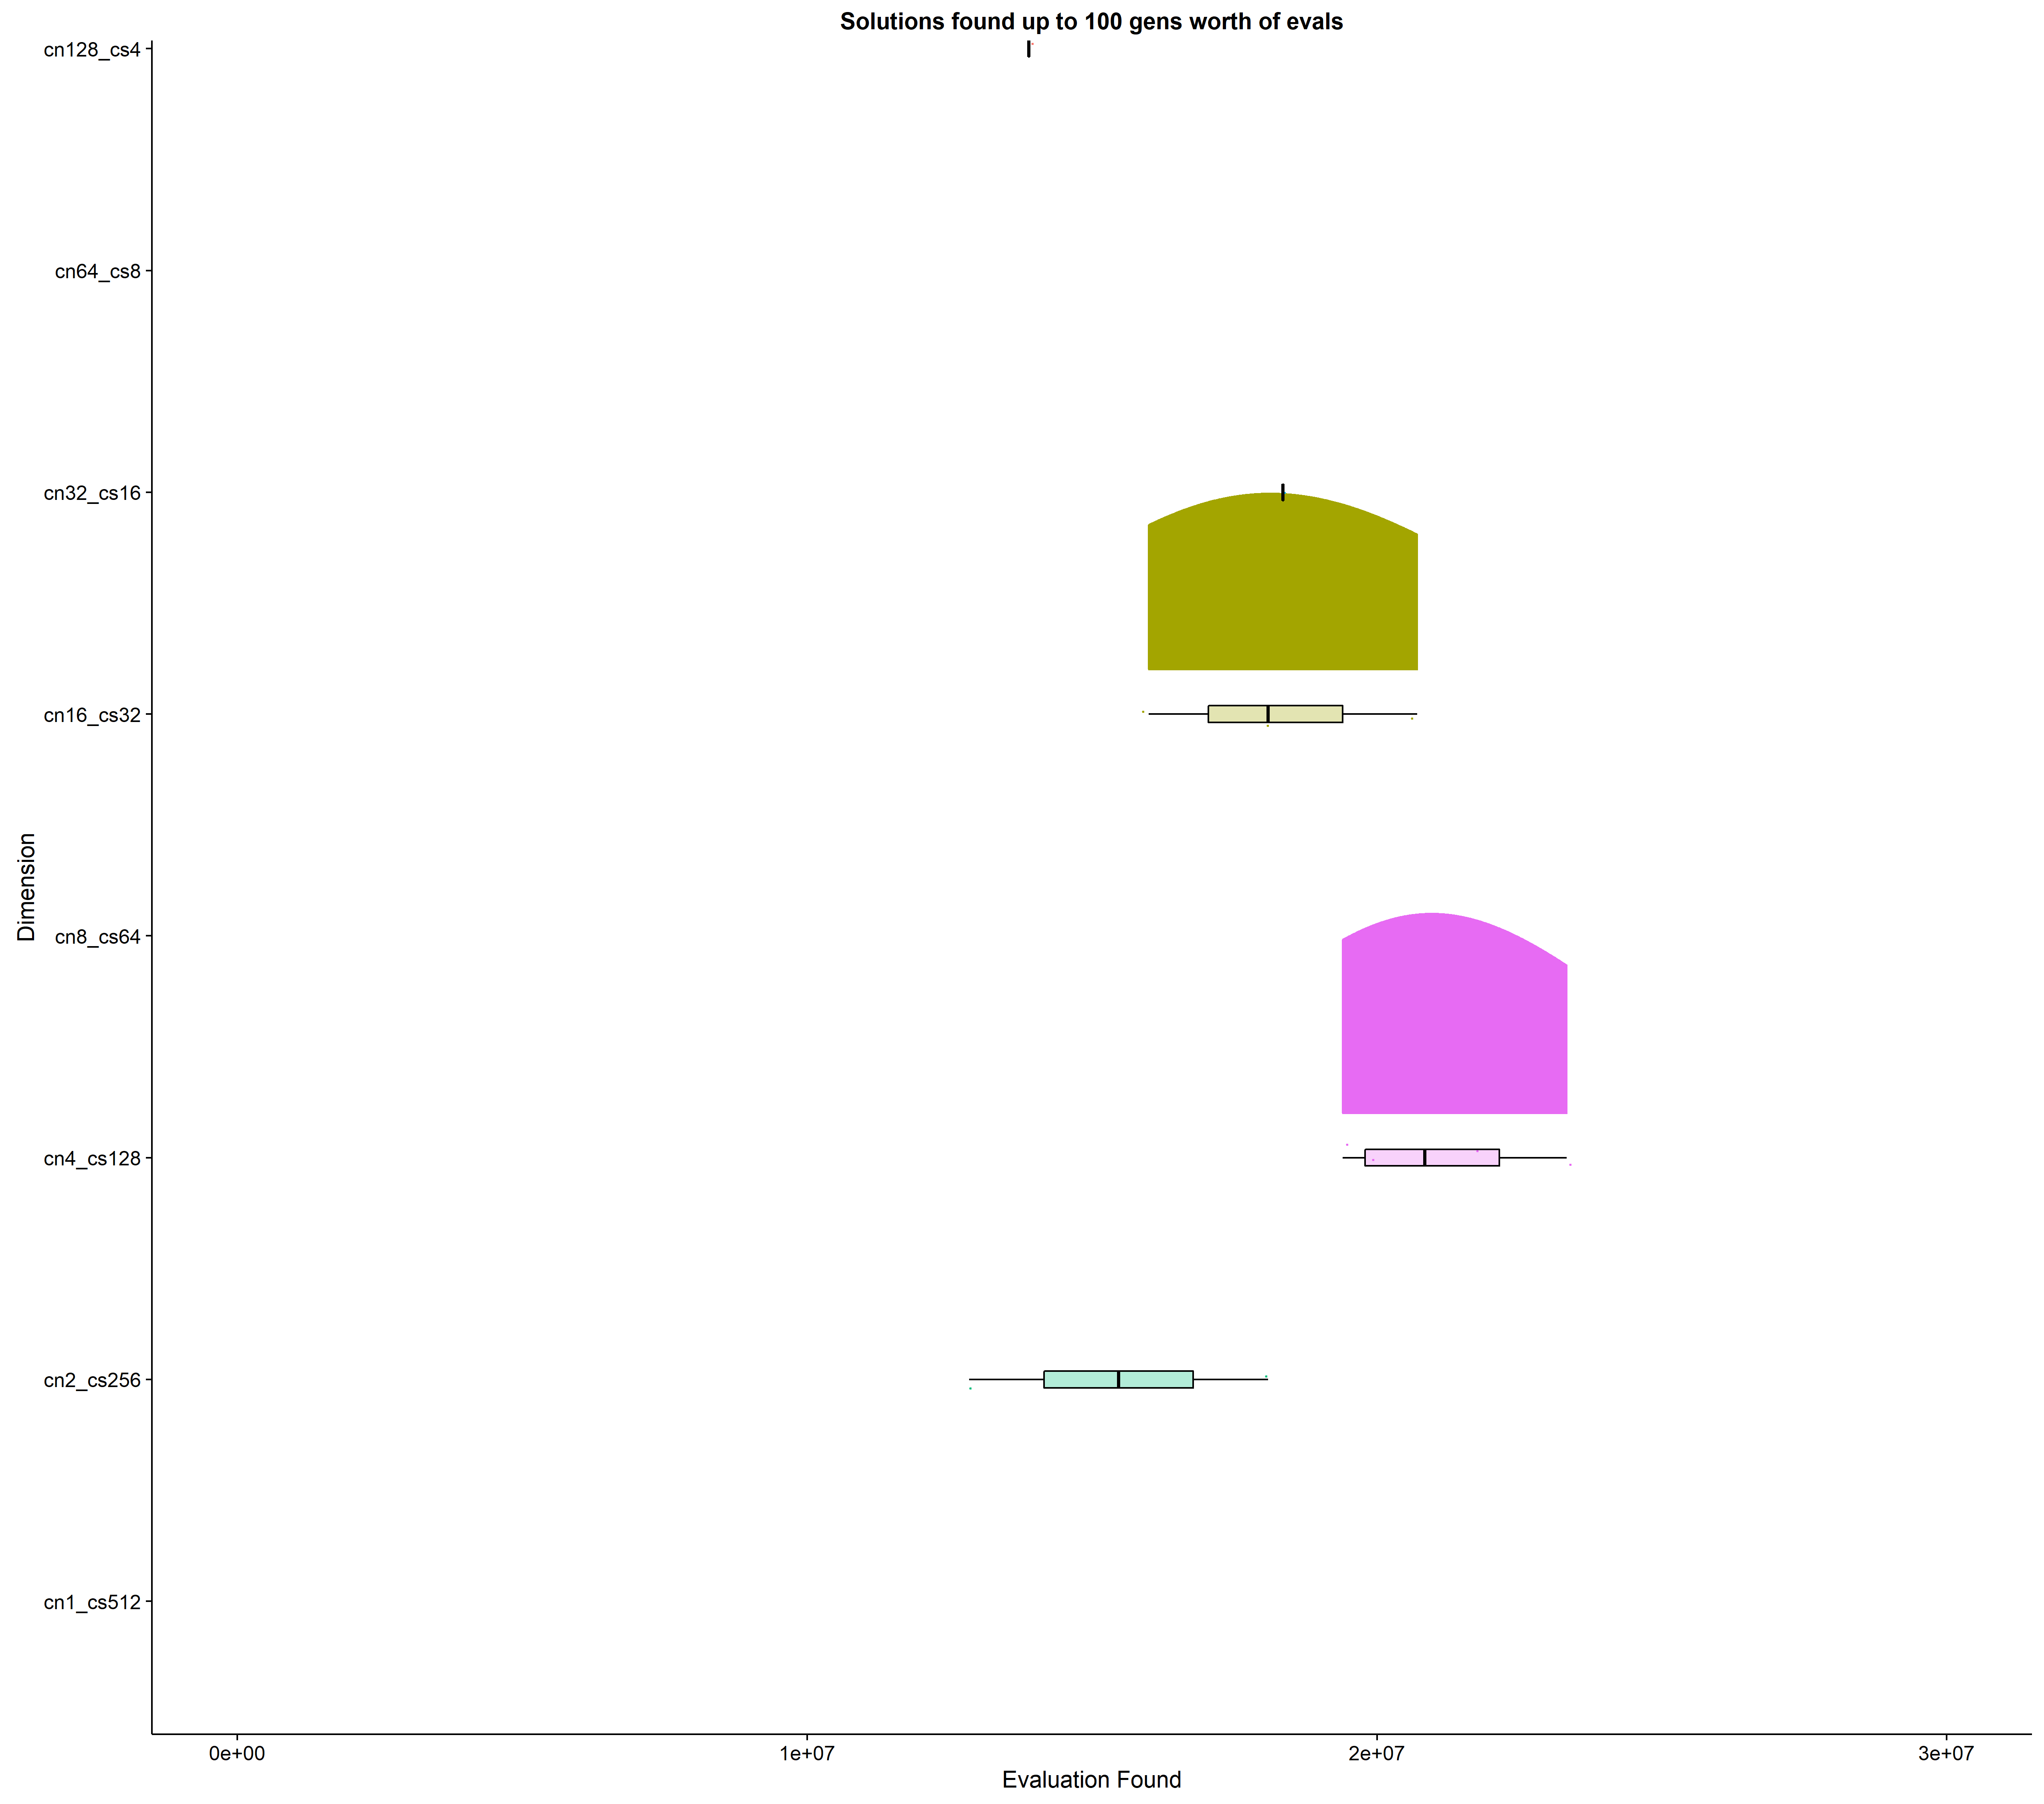 Solutions found up to 100 gens worth of evals
cn128_cs4
cn64_cs8
cn32_cs16
cn16_cs32
cn8_cs64
cn4_cs128
cn2_cs256
cn1_cs512
Dimension
0e+00 1e+07 2e+07 3e+07
Evaluation Found